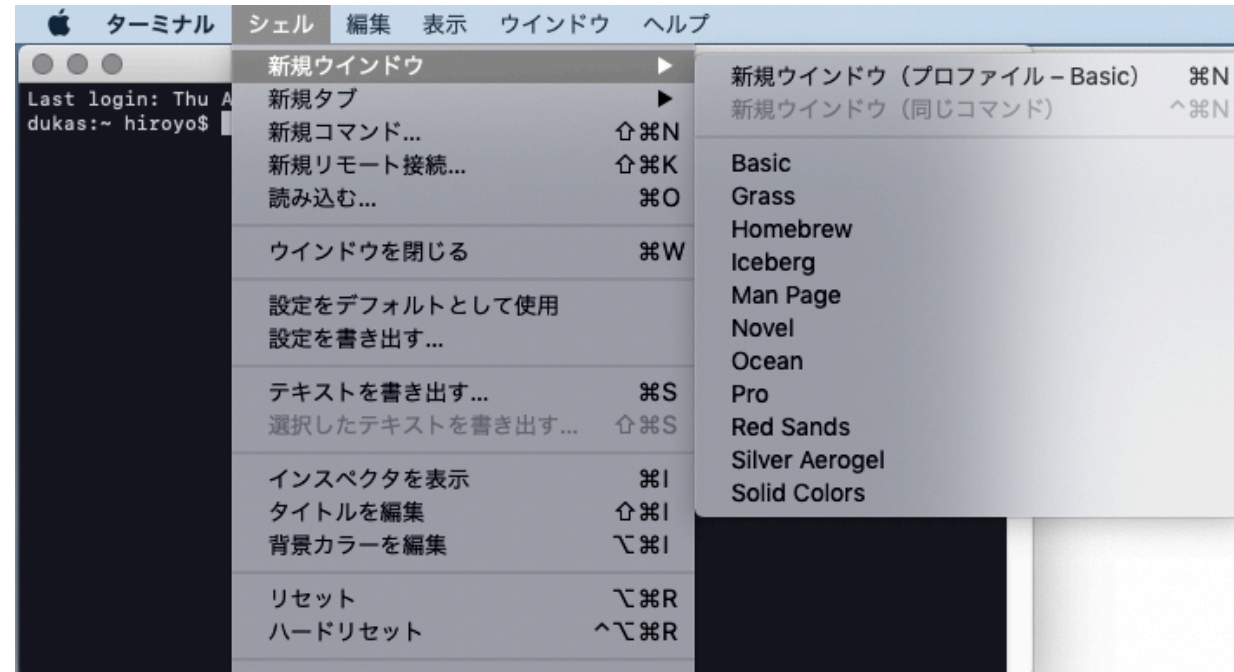 ターミナル シェル 編集 表示 ウインドウ ヘルプ
Last login: Thu A
dukas:~ hiroyo$
新規ウインドウ ▶
新規タブ ▶
新規コマンド... ⇧⌘N
新規リモート接続... ⇧⌘K
読み込む... ⌘O
ウインドウを閉じる ⌘W
設定をデフォルトとして使用
設定を書き出す...
テキストを書き出す... ⌘S
選択したテキストを書き出す... ⇧⌘S
インスペクタを表示 ⌘I
タイトルを編集 ⇧⌘I
背景カラーを編集 ⌥⌘I
リセット ⌥⌘R
ハードリセット ^⌥⌘R
新規ウインドウ（プロファイル – Basic） ⌘N
新規ウインドウ（同じコマンド） ^⌘N
Basic
Grass
Homebrew
Iceberg
Man Page
Novel
Ocean
Pro
Red Sands
Silver Aerogel
Solid Colors